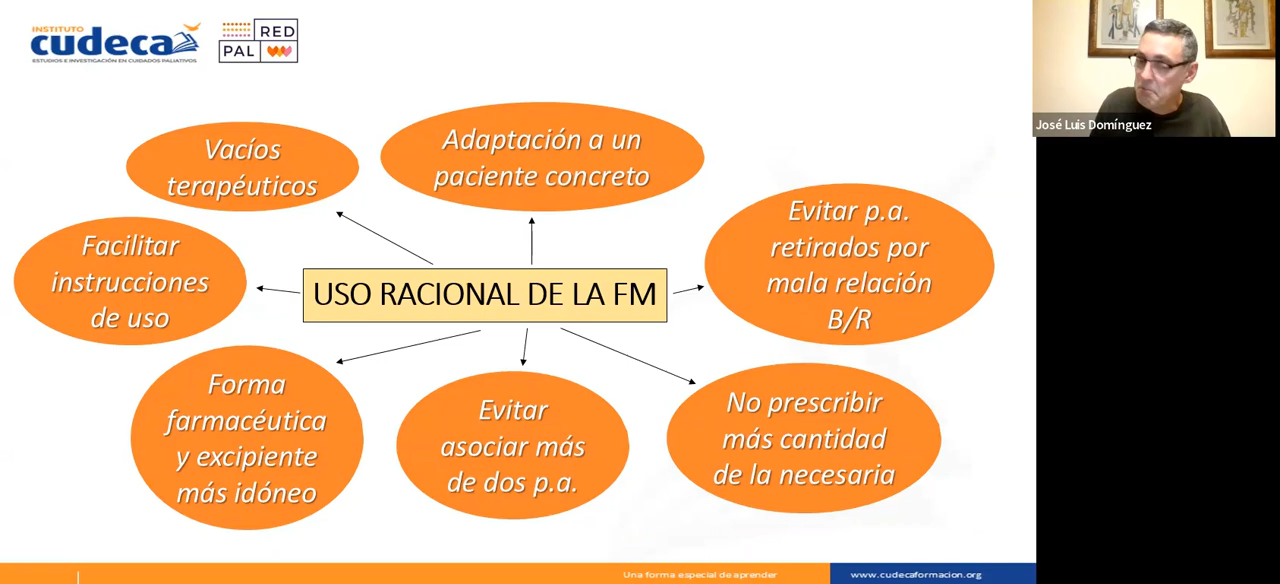 INSTITUTO
cudeca
ESTUDIOS E INVESTIGACIÓN EN CUIDADOS PALIATIVOS
RED
PAL
José Luis Domínguez
Vacíos
terapéuticos
Adaptación a un
paciente concreto
Evitar p.a.
retirados por
mala relación
B/R
Facilitar
instrucciones
de uso
USO RACIONAL DE LA FM
Forma
farmacéutica
y excipiente
más idóneo
Evitar
asociar más
de dos p.a.
No prescribir
más cantidad
de la necesaria
Una forma especial de aprender
www.cudecaformacion.org